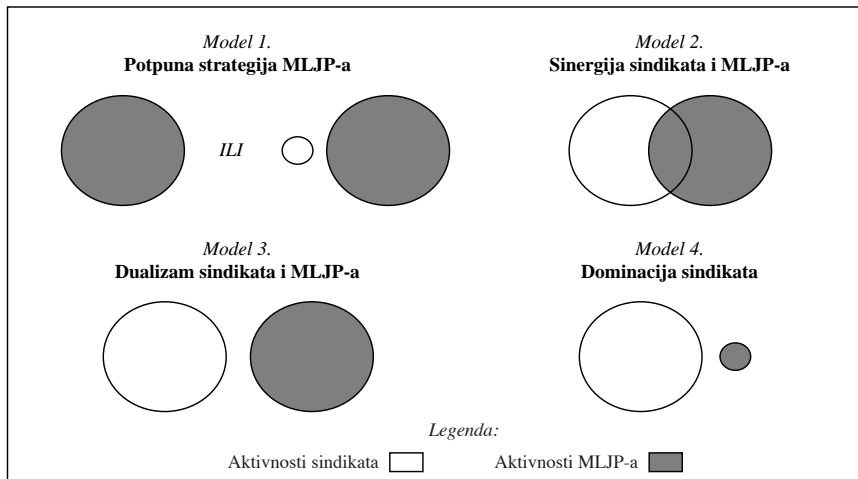 Model 1.
Potpuna strategija MLJP-a
ILI
Model 2.
Sinergija sindikata i MLJP-a
Model 3.
Dualizam sindikata i MLJP-a
Model 4.
Dominacija sindikata
Legenda:
Aktivnosti sindikata
Aktivnosti MLJP-a